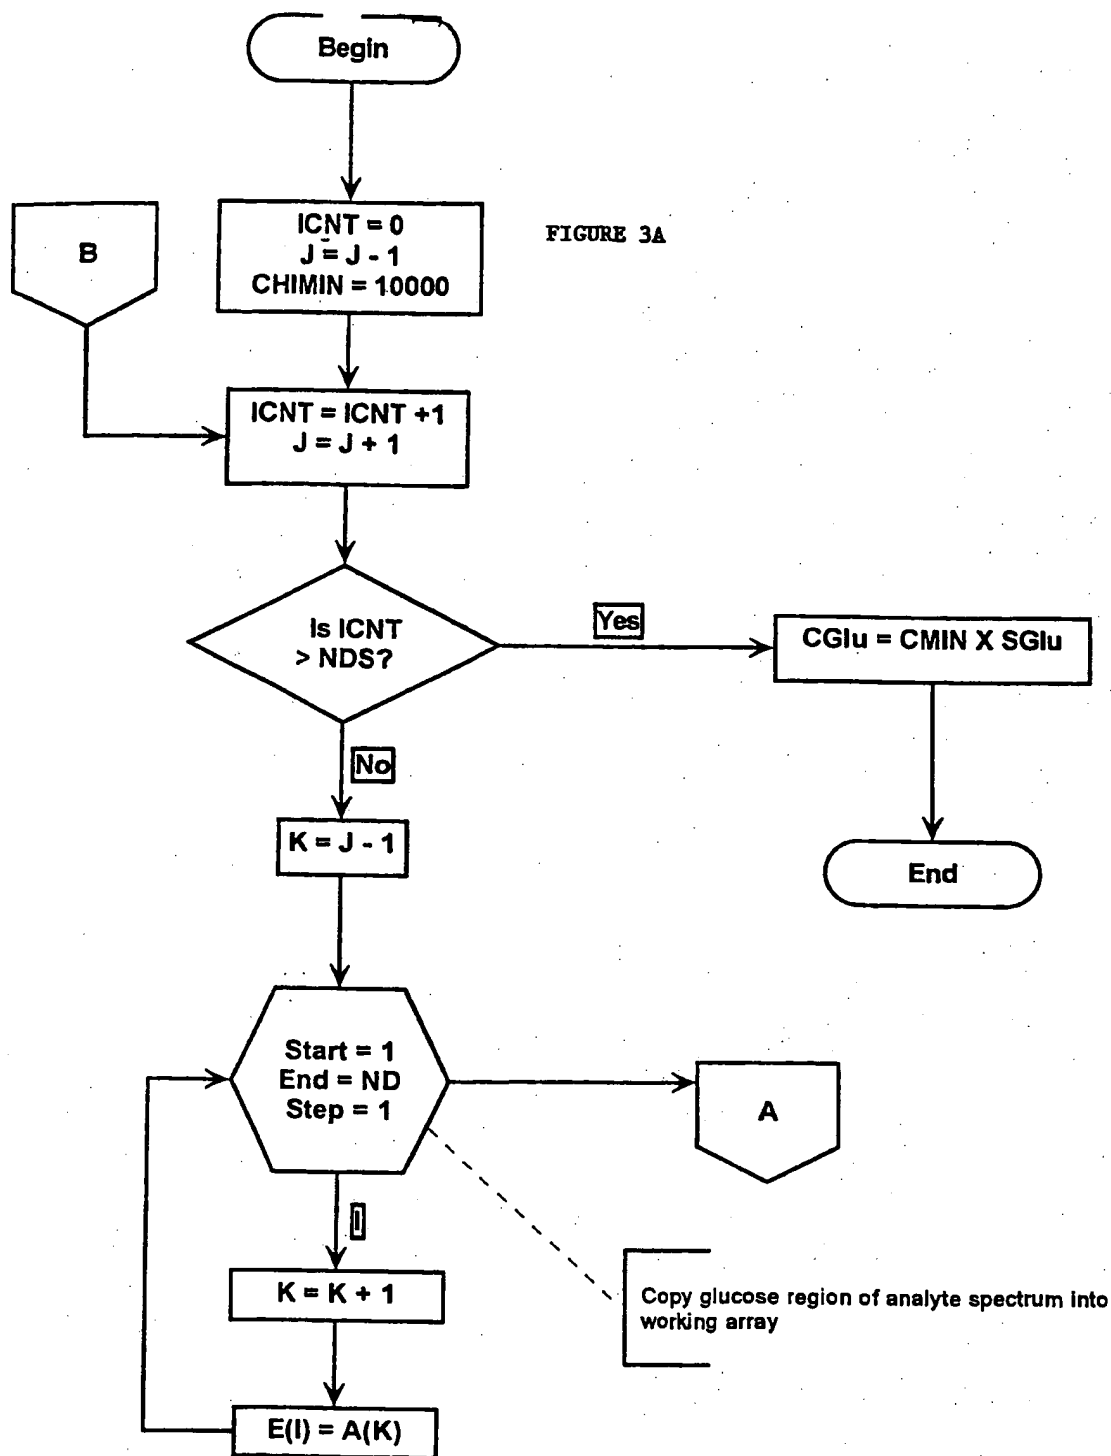 Begin
B
ICNT = 0
J = J - 1
CHIMIN = 10000
FIGURE 3A
ICNT = ICNT +1
J = J + 1
Is ICNT
> NDS?
Yes
CGlu = CMIN X SGlu
No
K = J - 1
End
Start = 1
End = ND
Step = 1
A
I
K = K + 1
Copy glucose region of analyte spectrum into
working array
E(I) = A(K)